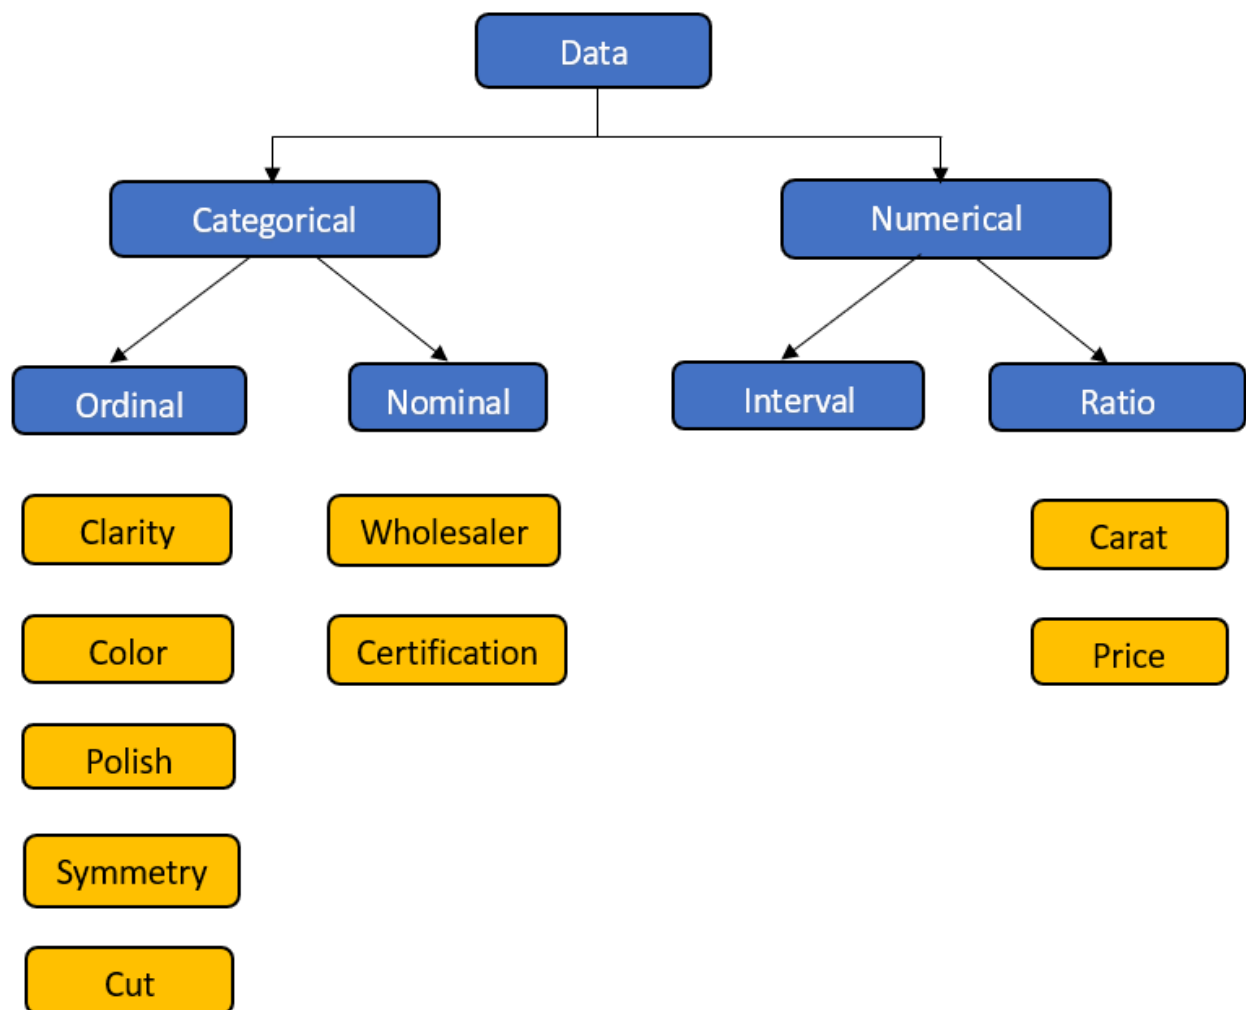 Data
Categorical
Numerical
Ordinal
Nominal
Interval
Ratio
Clarity
Wholesaler
Carat
Color
Certification
Price
Polish
Symmetry
Cut